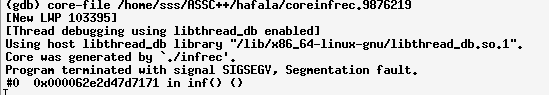 (gdb) core-file /home/sss/ASSC++/hafala/coreinfrec.9876219
[New LWP 103395]
[Thread debugging using libthread_db enabled]
Using host libthread_db library "/lib/x86_64-linux-gnu/libthread_db.so.1".
Core was generated by `./infrec'.
Program terminated with signal SIGSEGV, Segmentation fault.
#0  0x000062e2d47d7171 in inf() ()